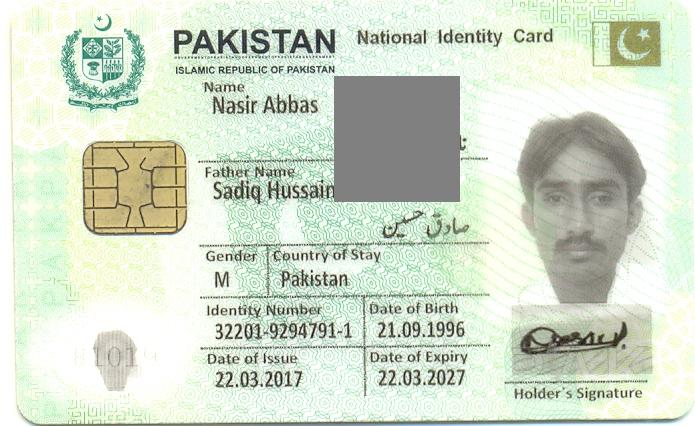 PAKISTAN National Identity Card
ISLAMIC REPUBLIC OF PAKISTAN
Name
Nasir Abbas
Father Name
Sadiq Hussain
صادق حسین
Gender Country of Stay
M Pakistan
Identity Number Date of Birth
32201-9294791-1 21.09.1996
Date of Issue Date of Expiry
22.03.2017 22.03.2027
Holder's Signature